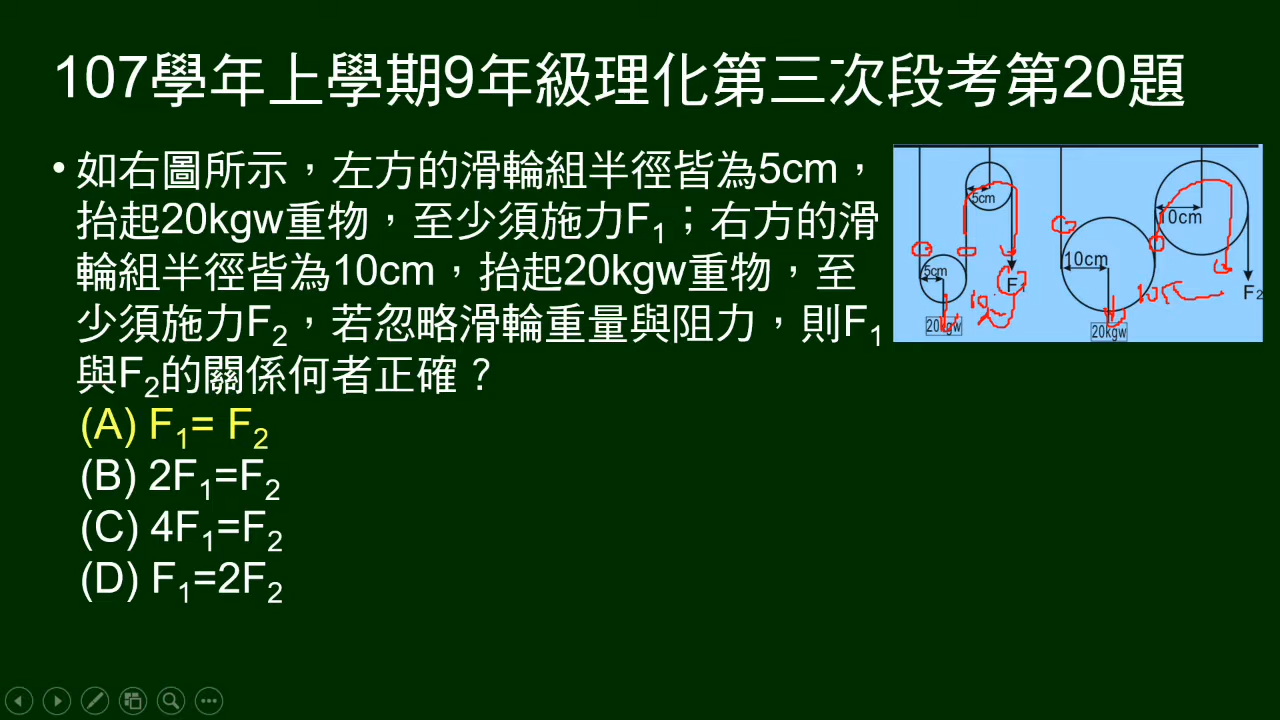 107學年上學期9年級理化第三次段考第20題
• 如右圖所示，左方的滑輪組半徑皆為5cm，
抬起20kgw重物，至少須施力F₁；右方的滑
輪組半徑皆為10cm，抬起20kgw重物，至
少須施力F₂，若忽略滑輪重量與阻力，則F₁
與F₂的關係何者正確？
(A) F₁= F₂
(B) 2F₁=F₂
(C) 4F₁=F₂
(D) F₁=2F₂
5cm
10cm
5cm
10cm
F₁
F₂
20kgw
20kgw